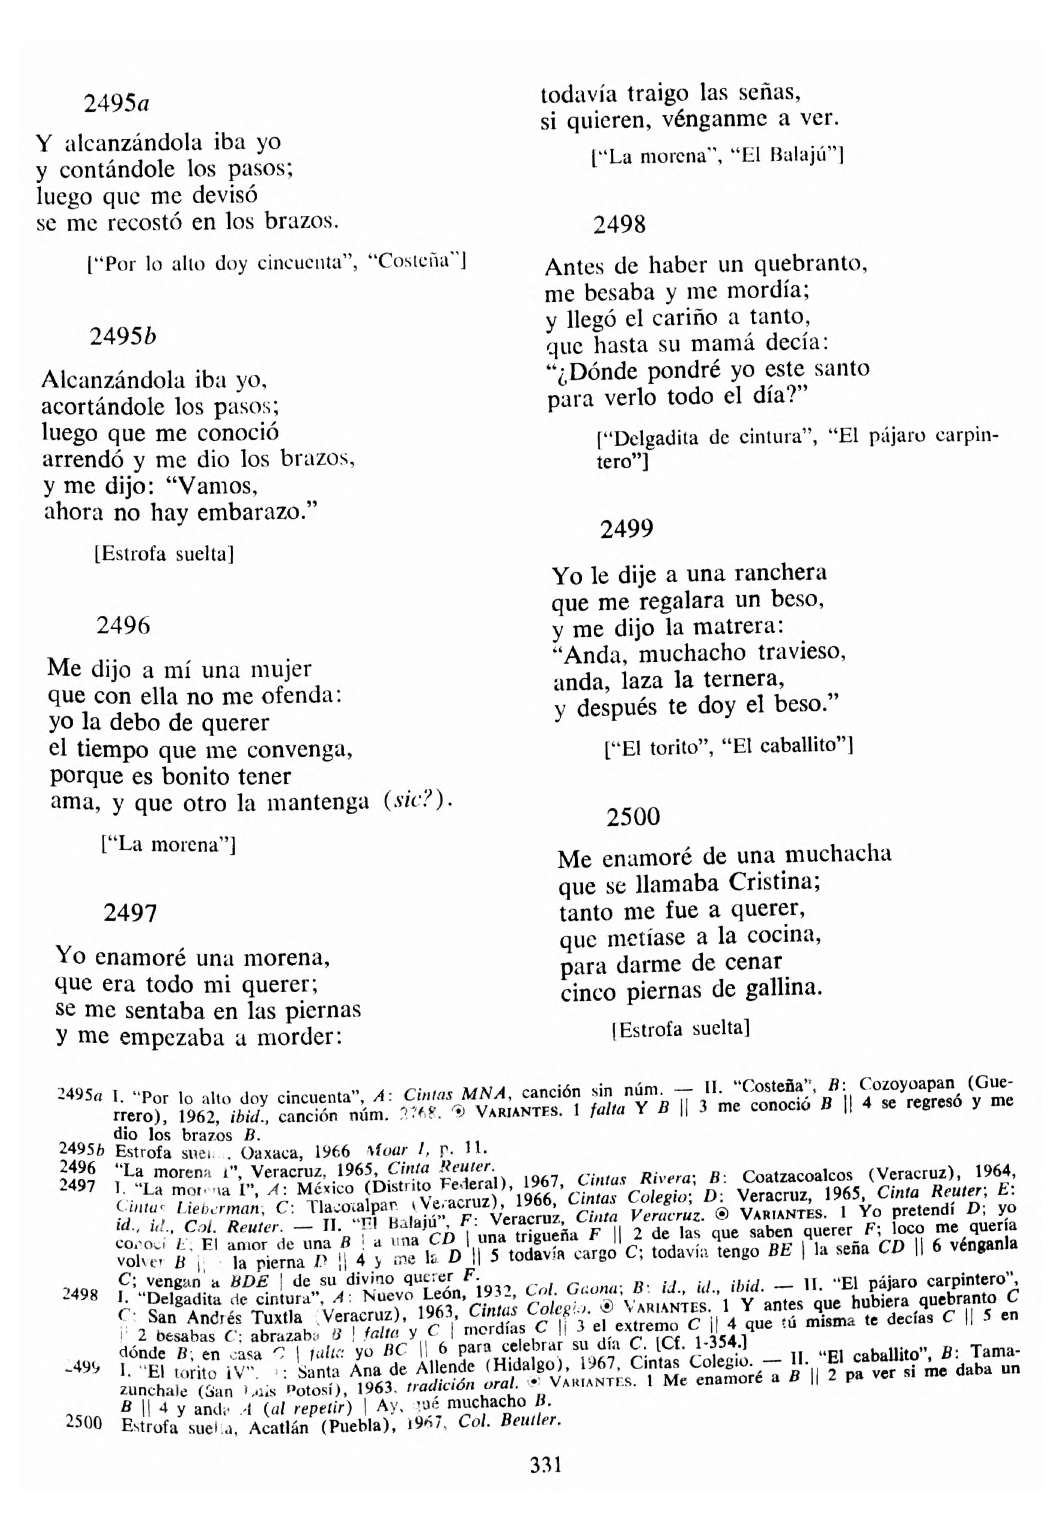 2495a
Y alcanzándola iba yo
y contándole los pasos;
luego que me devisó
se me recostó en los brazos.
[“Por lo alto doy cincuenta”, “Costeña”]
2495b
Alcanzándola iba yo,
acortándole los pasos;
luego que me conoció
arrendó y me dio los brazos,
y me dijo: “Vamos,
ahora no hay embarazo.”
[Estrofa suelta]
2496
Me dijo a mí una mujer
que con ella no me ofenda:
yo la debo de querer
el tiempo que me convenga,
porque es bonito tener
ama, y que otro la mantenga (sic?).
[“La morena”]
2497
Yo enamoré una morena,
que era todo mi querer;
se me sentaba en las piernas
y me empezaba a morder:
todavía traigo las señas,
si quieren, vénganme a ver.
[“La morena”, “El Balajú”]
2498
Antes de haber un quebranto,
me besaba y me mordía;
y llegó el cariño a tanto,
que hasta su mamá decía:
“¿Dónde pondré yo este santo
para verlo todo el día?”
[“Delgadita de cintura”, “El pájaro carpin-
tero”]
2499
Yo le dije a una ranchera
que me regalara un beso,
y me dijo la matrera:
“Anda, muchacho travieso,
anda, laza la ternera,
y después te doy el beso.”
[“El torito”, “El caballito”]
2500
Me enamoré de una muchacha
que se llamaba Cristina;
tanto me fue a querer,
que metíase a la cocina,
para darme de cenar
cinco piernas de gallina.
[Estrofa suelta]
2495a I. “Por lo alto doy cincuenta”, A: Cintas MNA, canción sin núm. — II. “Costeña”, B: Cozoyoapan (Gue-
rrero), 1962, ibid., canción núm. ⦿ VARIANTES. 1 falta Y B || 3 me conoció B || 4 se regresó y me
dio los brazos B.
2495b Estrofa Oaxaca, 1966 Moar I, p. 11.
2496 “La morena I”, Veracruz, 1965, Cinta Reuter.
2497 I. “La morena I”, A: México (Distrito Federal), 1967, Cintas Rivera; B: Coatzacoalcos (Veracruz), 1964,
Cintas Lieberman; C: Tlacotalpan (Veracruz), 1966, Cintas Colegio; D: Veracruz, 1965, Cinta Reuter; E:
id., id., Col. Reuter. — II. “El Balajú”, F: Veracruz, Cinta Veracruz. ⦿ VARIANTES. 1 Yo pretendí D; yo
conocí E; El amor de una B | a una CD | una trigueña F || 2 de las que saben querer F; loco me quería
volver B || la pierna D || 4 y me la D || 5 todavía cargo C; todavía tengo BE | la seña CD || 6 vénganla
C; vengan a BDE | de su divino querer F.
2498 I. “Delgadita de cintura”, A: Nuevo León, 1932, Col. Gaona; B: id., id., ibid. — II. “El pájaro carpintero”,
C: San Andrés Tuxtla (Veracruz), 1963, Cintas Colegio. ⦿ VARIANTES. 1 Y antes que hubiera quebranto C
|| 2 besabas C; abrazaba B | falta y C | mordías C || 3 el extremo C || 4 que tú misma te decías C || 5 en
dónde B; en casa C | falta yo BC || 6 para celebrar su día C. [Cf. 1-354.]
499 I. “El torito IV”, : Santa Ana de Allende (Hidalgo), 1967, Cintas Colegio. — II. “El caballito”, B: Tama-
zunchale (San Luis Potosí), 1963, tradición oral. ⦿ VARIANTES. 1 Me enamoré a B || 2 pa ver si me daba un
B || 4 y anda A (al repetir) | Ay, qué muchacho B.
2500 Estrofa suelta, Acatlán (Puebla), 1967, Col. Beutler.
331